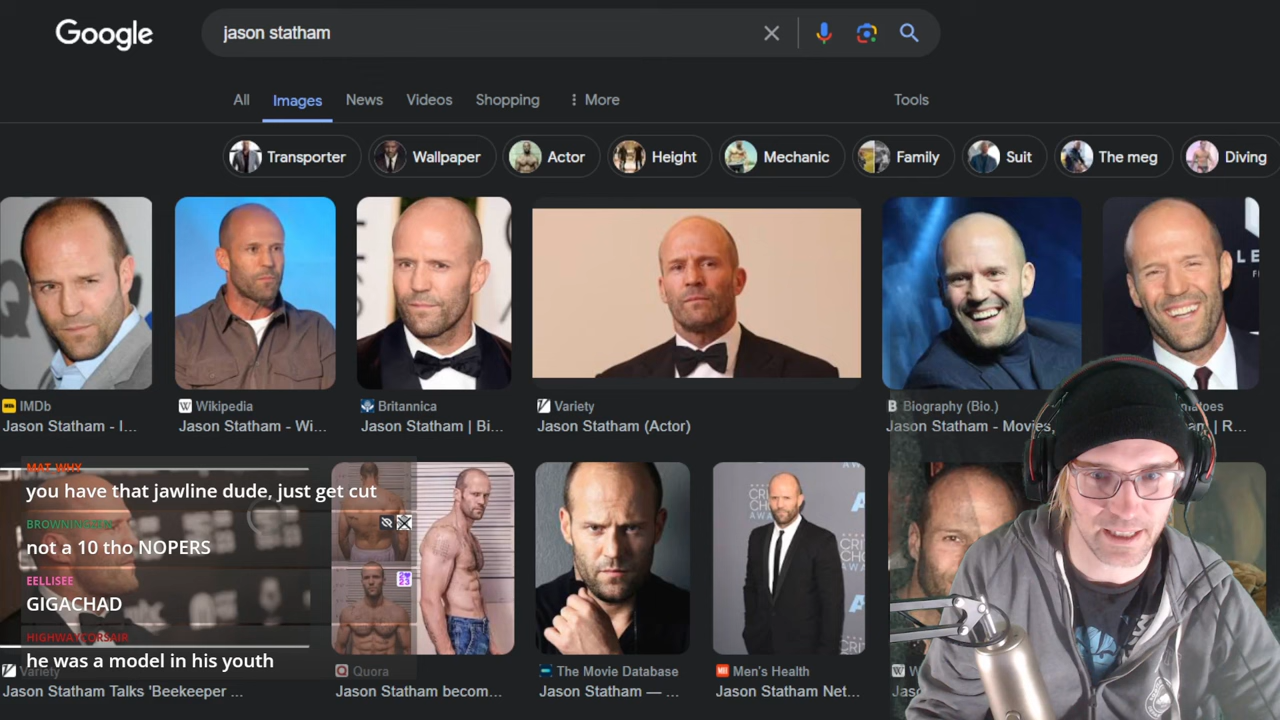 Google
jason statham
All
Images
News
Videos
Shopping
More
Tools
Transporter
Wallpaper
Actor
Height
Mechanic
Family
Suit
The meg
Diving
IMDb
Jason Statham - I...
Wikipedia
Jason Statham - Wi...
Britannica
Jason Statham | Bi...
Variety
Jason Statham (Actor)
Biography (Bio.)
Jason Statham - Movies,
| R...
MAT_WHY
you have that jawline dude, just get cut
not a 10 tho NOPERS
EELLISEE
GIGACHAD
HIGHWAYCORSAIR
he was a model in his youth
Variety
Jason Statham Talks 'Beekeeper ...
Quora
Jason Statham becom...
The Movie Database
Jason Statham — ...
Men's Health
Jason Statham Net...